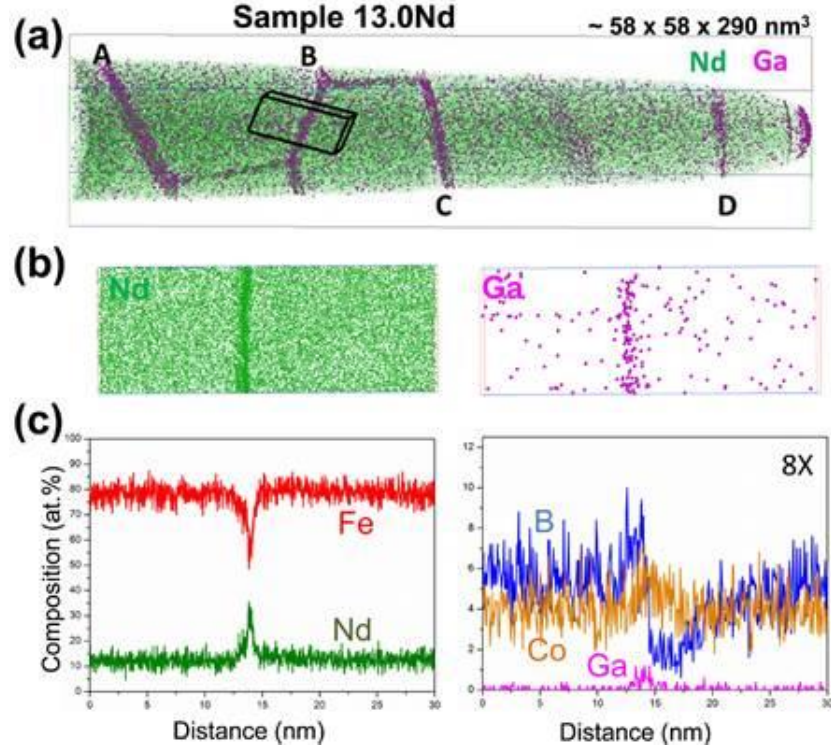 (a)
Sample 13.0Nd
~ 58 x 58 x 290 nm³
A
B
Nd
Ga
C
D
(b)
Nd
Ga
(c)
100
90
80
70
60
50
40
30
20
10
0
Composition (at.%)
Fe
Nd
0
5
10
15
20
25
30
Distance (nm)
12
10
8
6
4
2
0
8X
B
Co
Ga
0
5
10
15
20
25
30
Distance (nm)